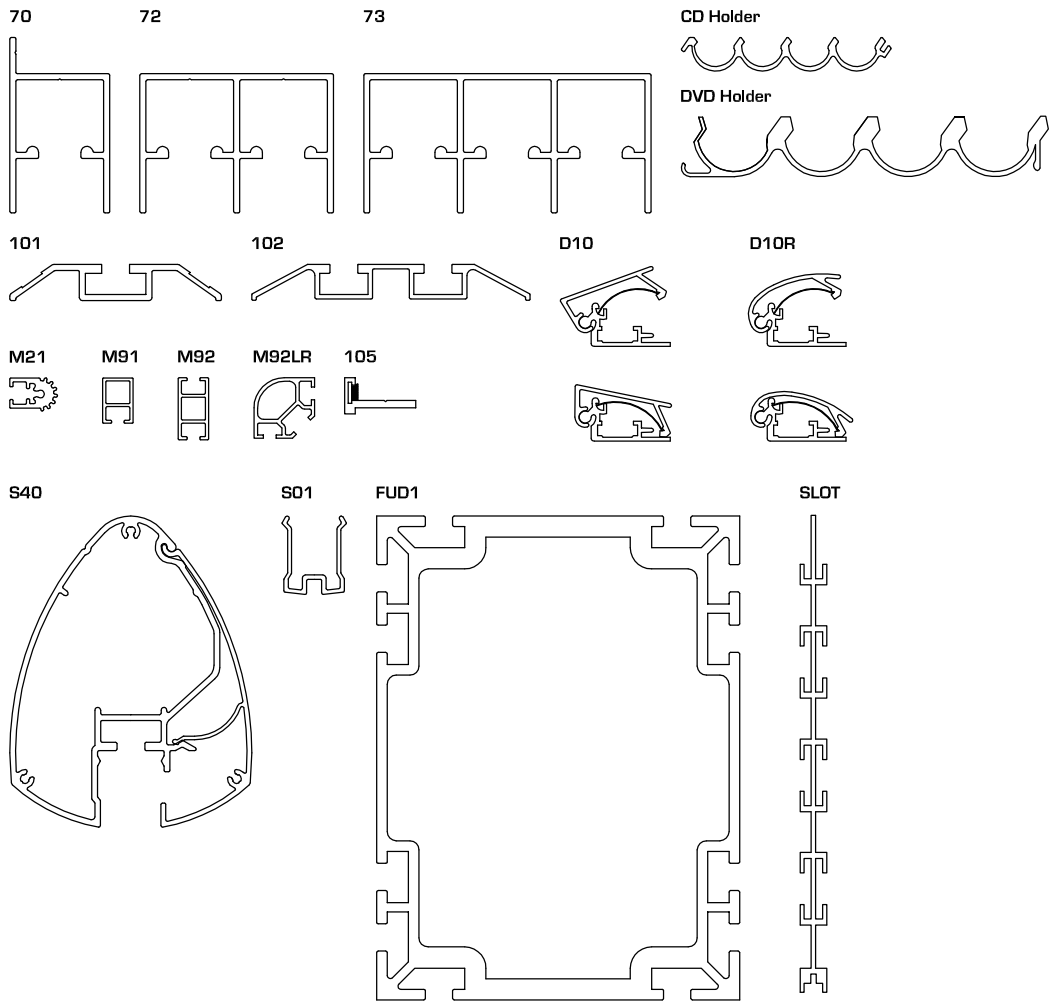 70 72 73 CD Holder
DVD Holder
101 102 D10 D10R
M21 M91 M92 M92LR 105
S40 S01 FUD1 SLOT